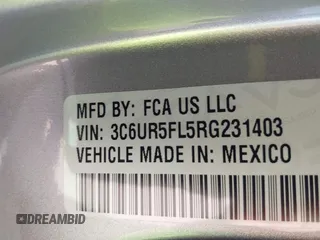 MFD BY: FCA US LLC
VIN: 3C6UR5FL5RG231403
VEHICLE MADE IN: MEXICO
DREAMBID